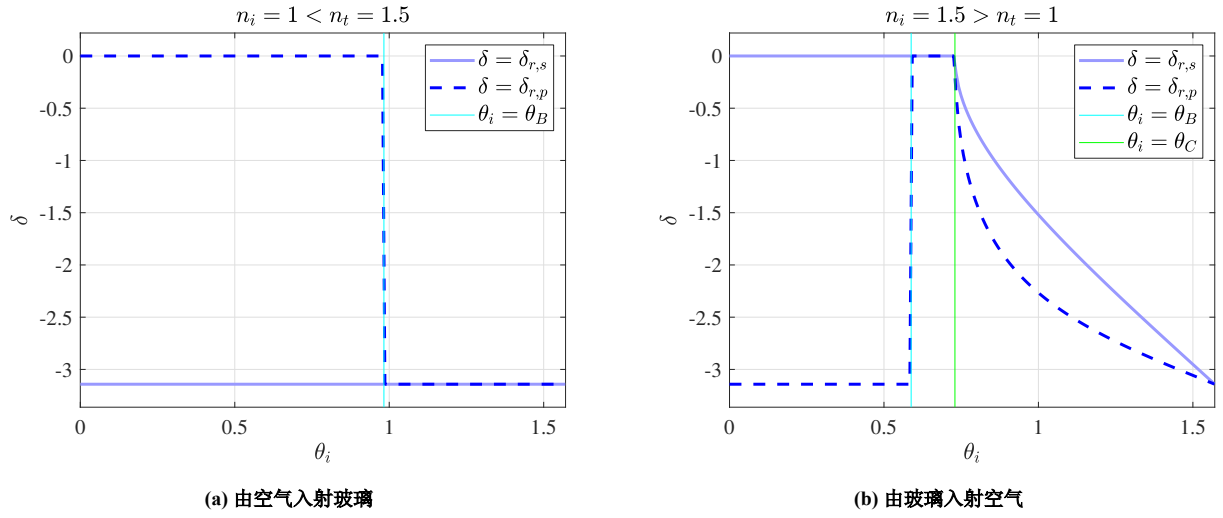 n_i = 1 < n_t = 1.5
0
-0.5
-1
-1.5
-2
-2.5
-3
δ
0
0.5
1
1.5
θ_i
δ = δ_{r,s}
δ = δ_{r,p}
θ_i = θ_B
(a) 由空气入射玻璃
n_i = 1.5 > n_t = 1
0
-0.5
-1
-1.5
-2
-2.5
-3
δ
0
0.5
1
1.5
θ_i
δ = δ_{r,s}
δ = δ_{r,p}
θ_i = θ_B
θ_i = θ_C
(b) 由玻璃入射空气